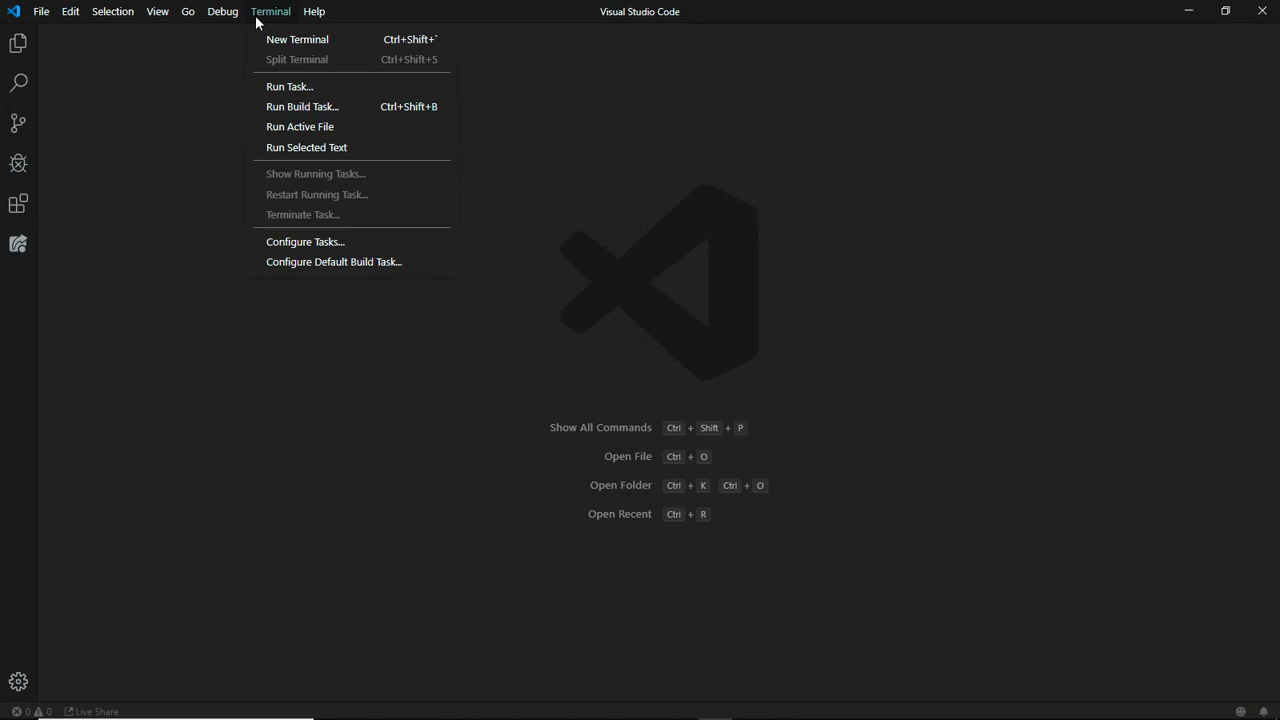 File Edit Selection View Go Debug Terminal Help Visual Studio Code
New Terminal Ctrl+Shift+`
Split Terminal Ctrl+Shift+5
Run Task...
Run Build Task... Ctrl+Shift+B
Run Active File
Run Selected Text
Show Running Tasks...
Restart Running Task...
Terminate Task...
Configure Tasks...
Configure Default Build Task...
Show All Commands Ctrl + Shift + P
Open File Ctrl + O
Open Folder Ctrl + K Ctrl + O
Open Recent Ctrl + R
0 0 Live Share